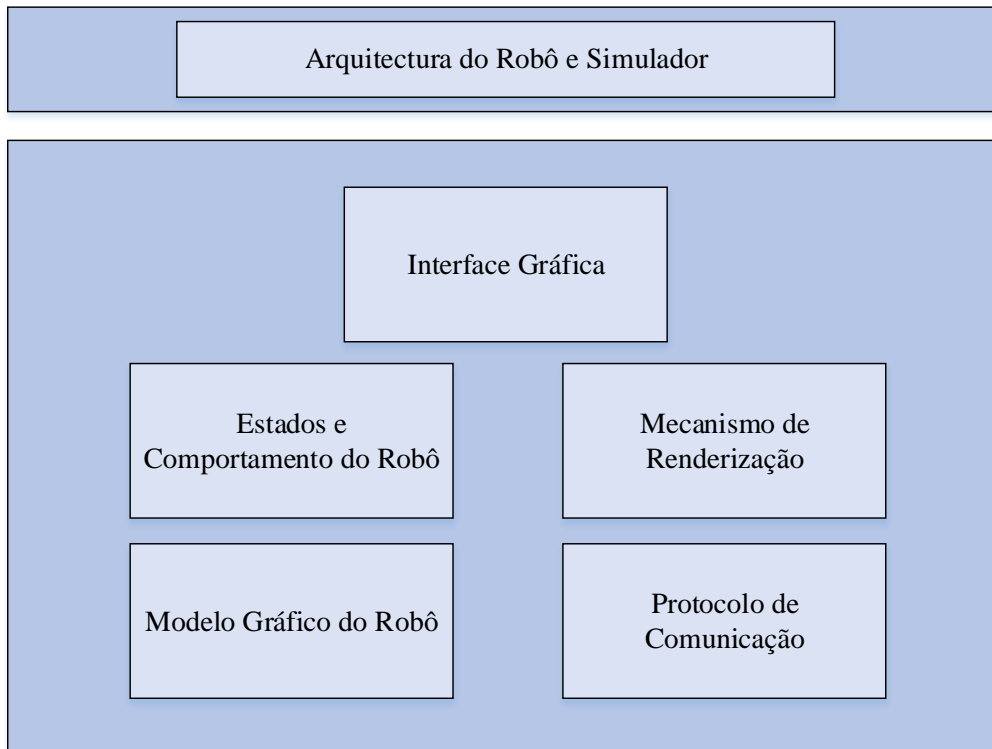 Arquitectura do Robô e Simulador
Interface Gráfica
Estados e
Comportamento do Robô
Mecanismo de
Renderização
Modelo Gráfico do Robô
Protocolo de
Comunicação